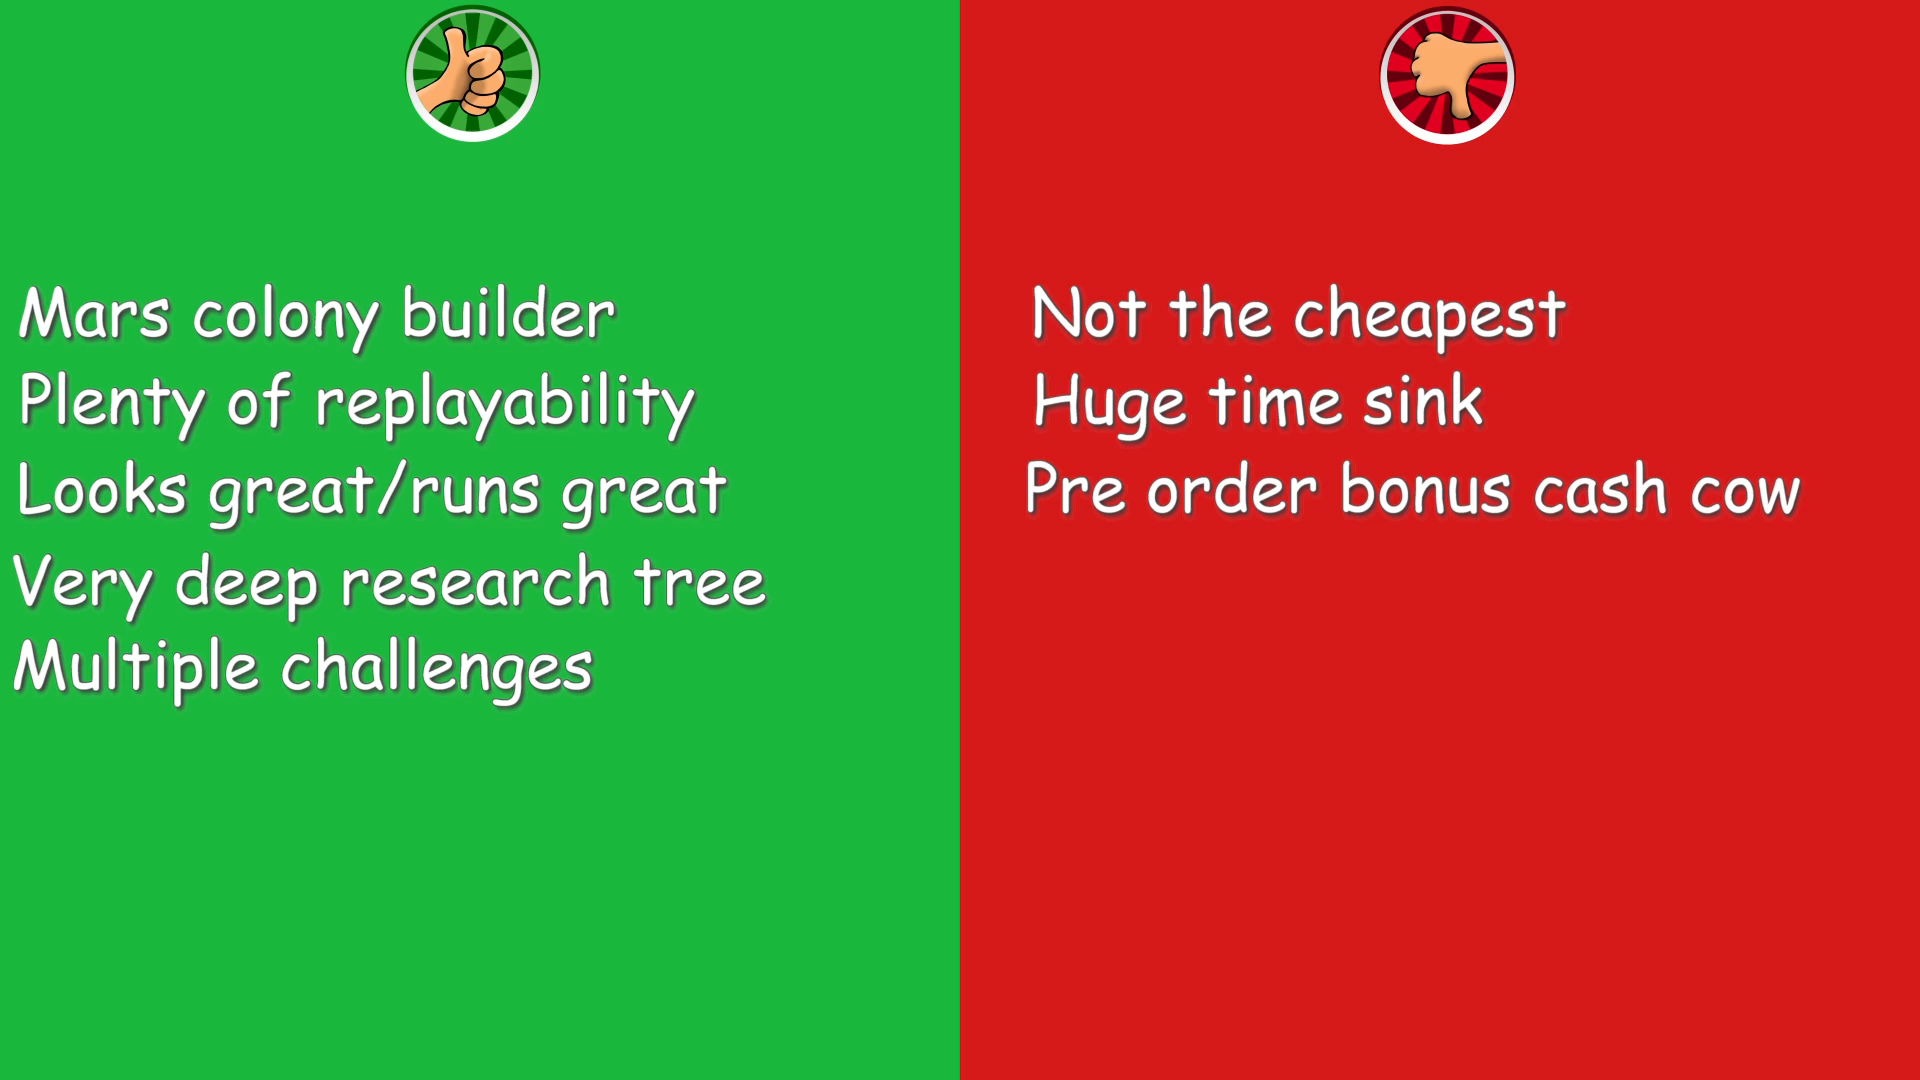 Mars colony builder
Plenty of replayability
Looks great/runs great
Very deep research tree
Multiple challenges
Not the cheapest
Huge time sink
Pre order bonus cash cow